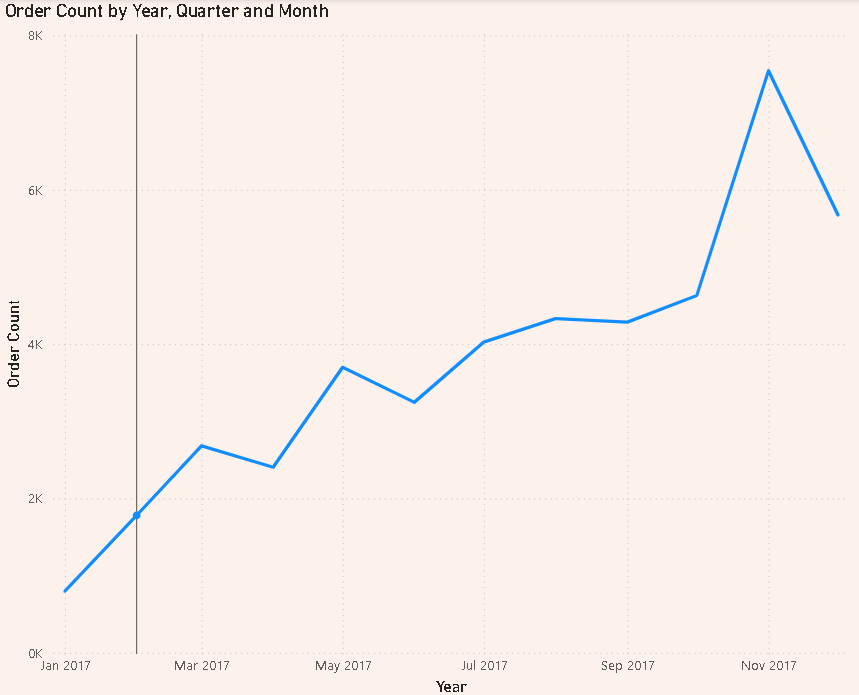 Order Count by Year, Quarter and Month
8K
6K
4K
2K
0K
Order Count
Jan 2017 Mar 2017 May 2017 Jul 2017 Sep 2017 Nov 2017
Year